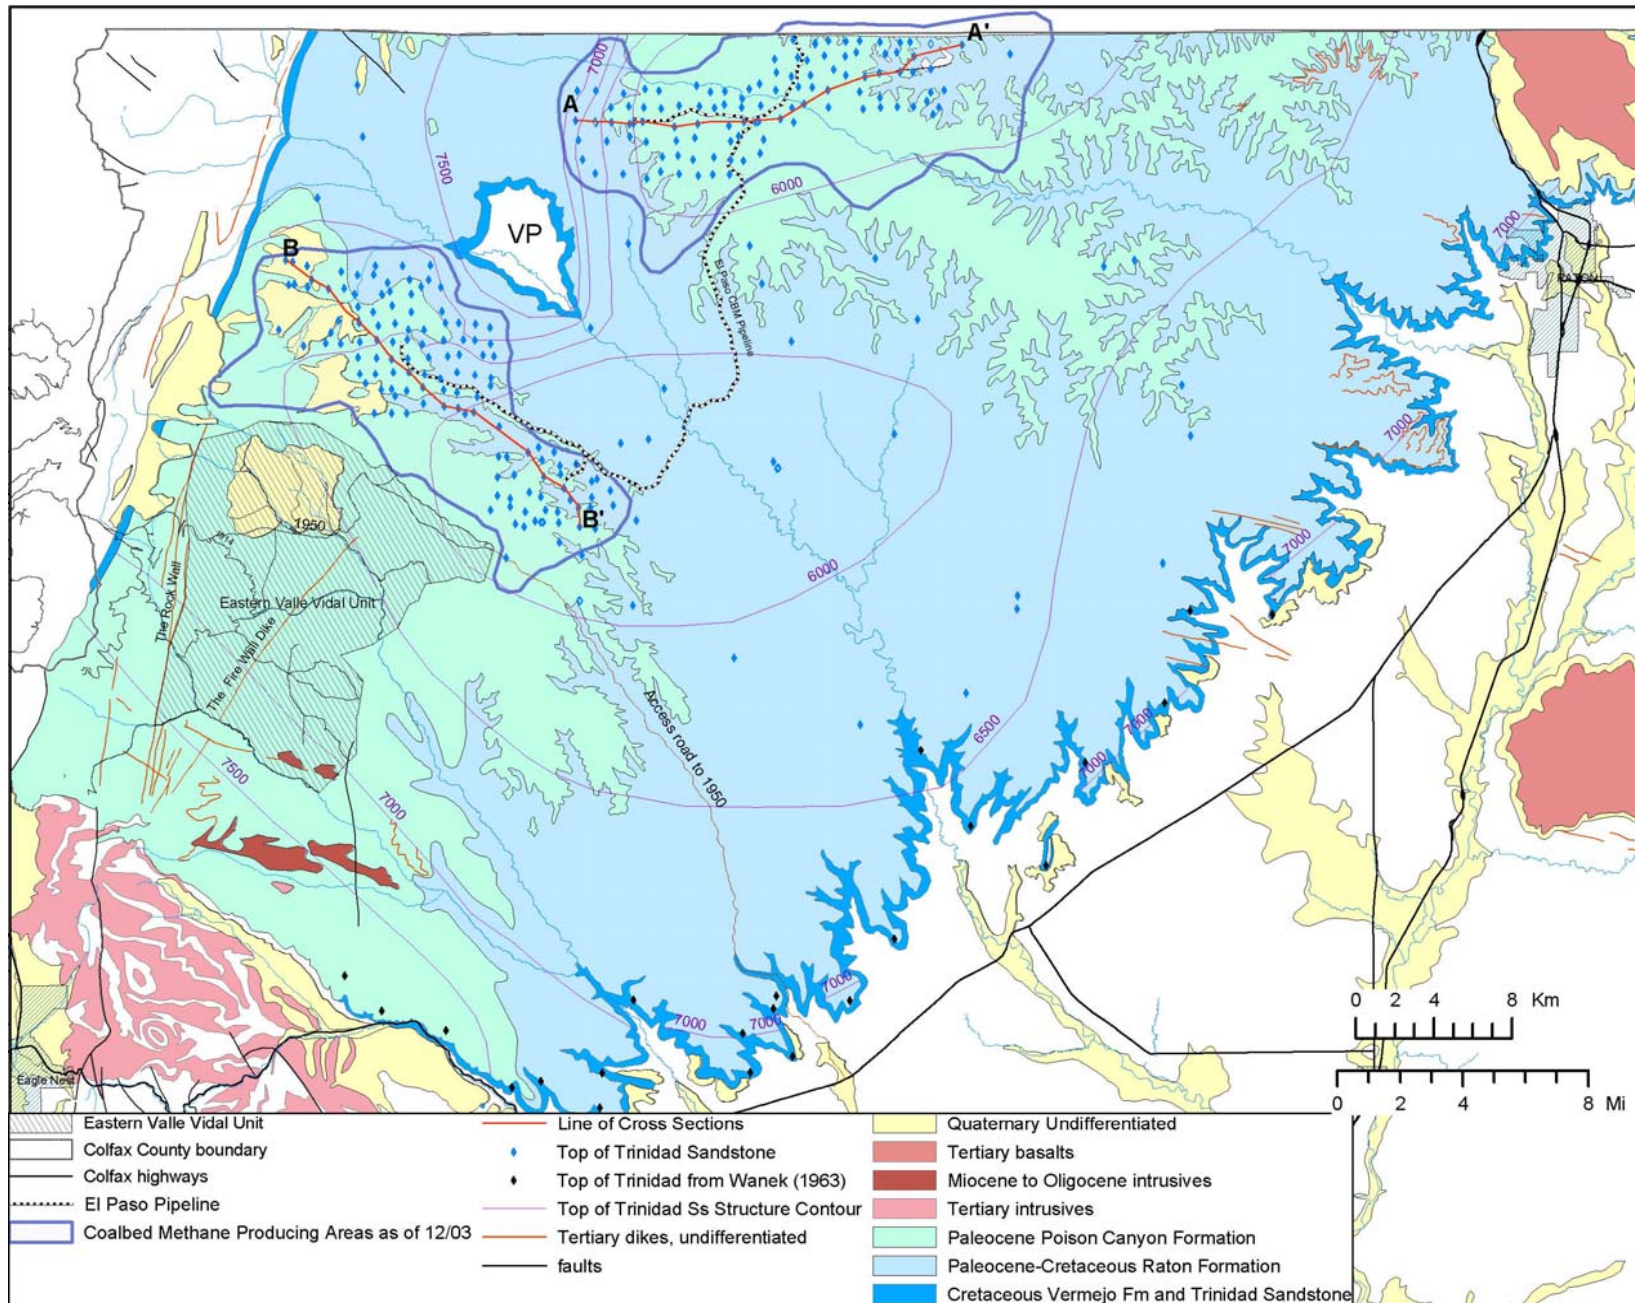 A'
7000
A
7500
6000
7000
VP
B
El Paso CBM Pipeline
7000
B'
1950
7000
6000
The Rock Wall
Eastern Valle Vidal Unit
The Fire Wall Dike
Access road to 1950
6500
7000
7000
7500
7000
7000
7000
7000
0 2 4 8 Km
Eagle Nest
0 2 4 8 Mi
Eastern Valle Vidal Unit
Colfax County boundary
Colfax highways
El Paso Pipeline
Coalbed Methane Producing Areas as of 12/03
Line of Cross Sections
Top of Trinidad Sandstone
Top of Trinidad from Wanek (1963)
Top of Trinidad Ss Structure Contour
Tertiary dikes, undifferentiated
faults
Quaternary Undifferentiated
Tertiary basalts
Miocene to Oligocene intrusives
Tertiary intrusives
Paleocene Poison Canyon Formation
Paleocene-Cretaceous Raton Formation
Cretaceous Vermejo Fm and Trinidad Sandstone